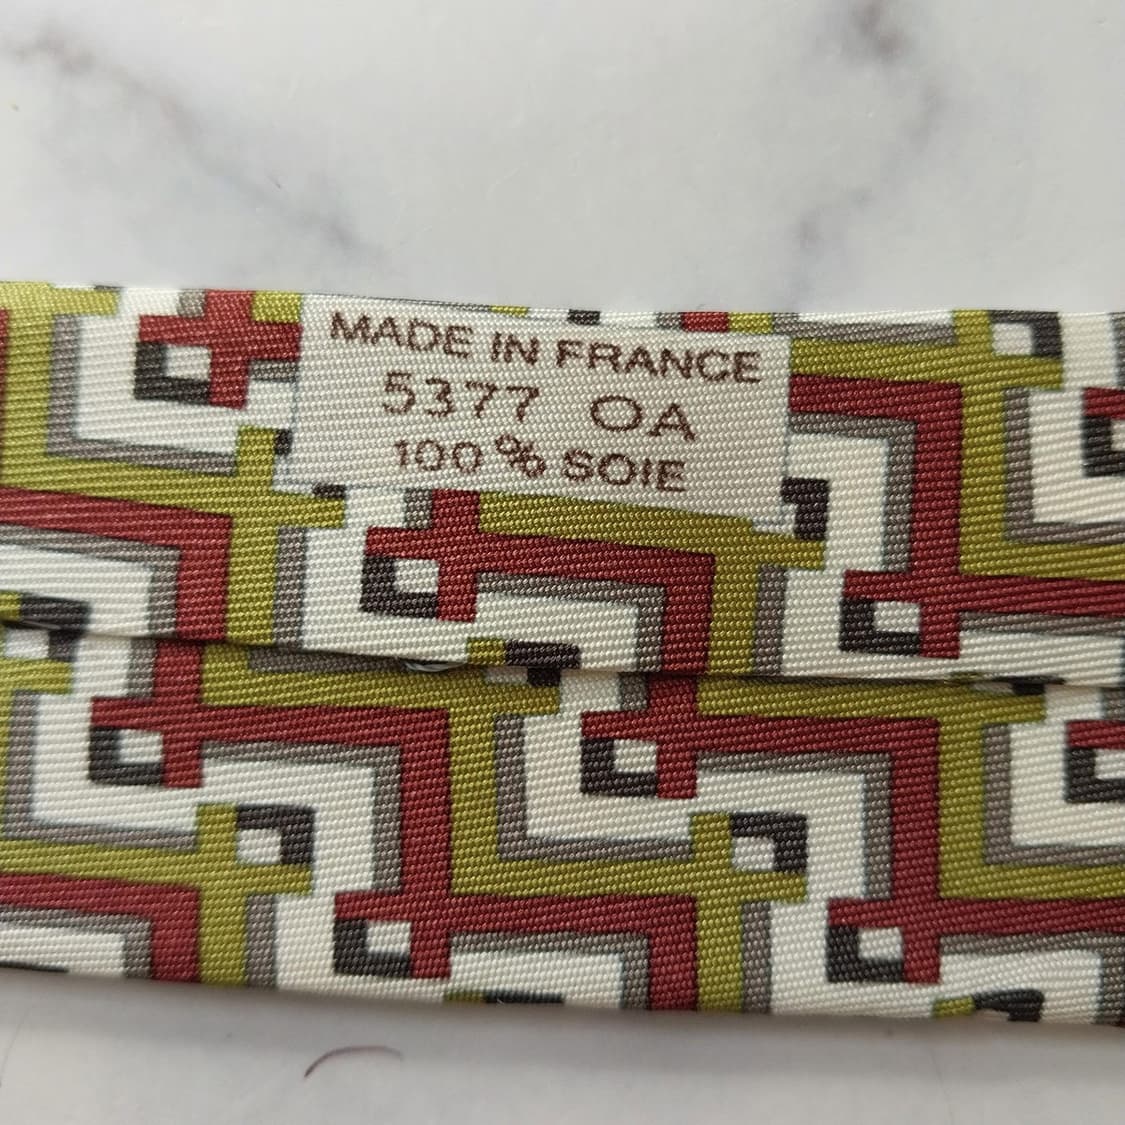 MADE IN FRANCE
5377 OA
100% SOIE